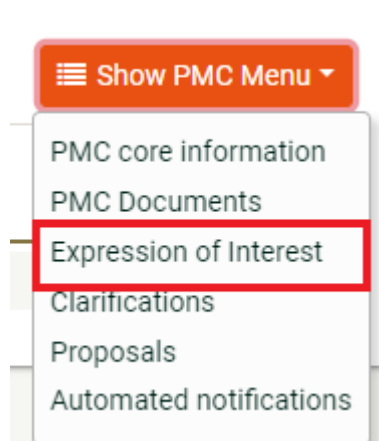 Show PMC Menu
PMC core information
PMC Documents
Expression of Interest
Clarifications
Proposals
Automated notifications